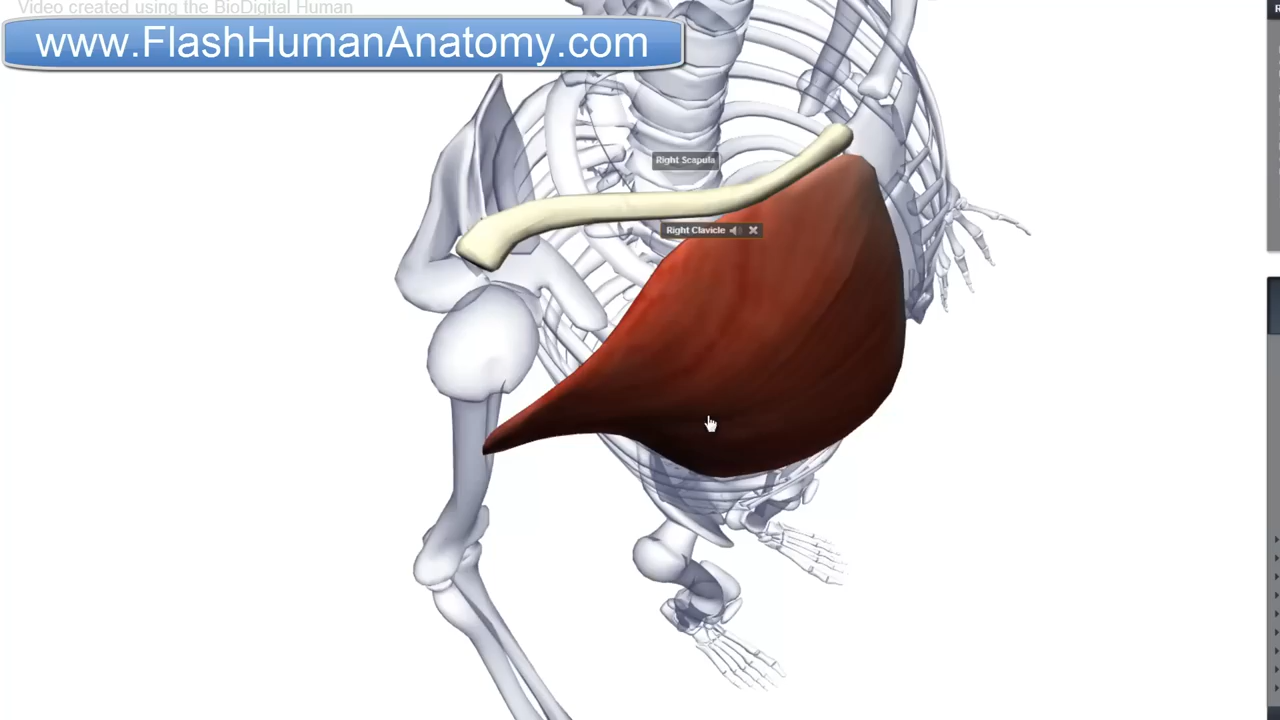 Video created using the BioDigital Human
www.FlashHumanAnatomy.com
Right Scapula
Right Clavicle